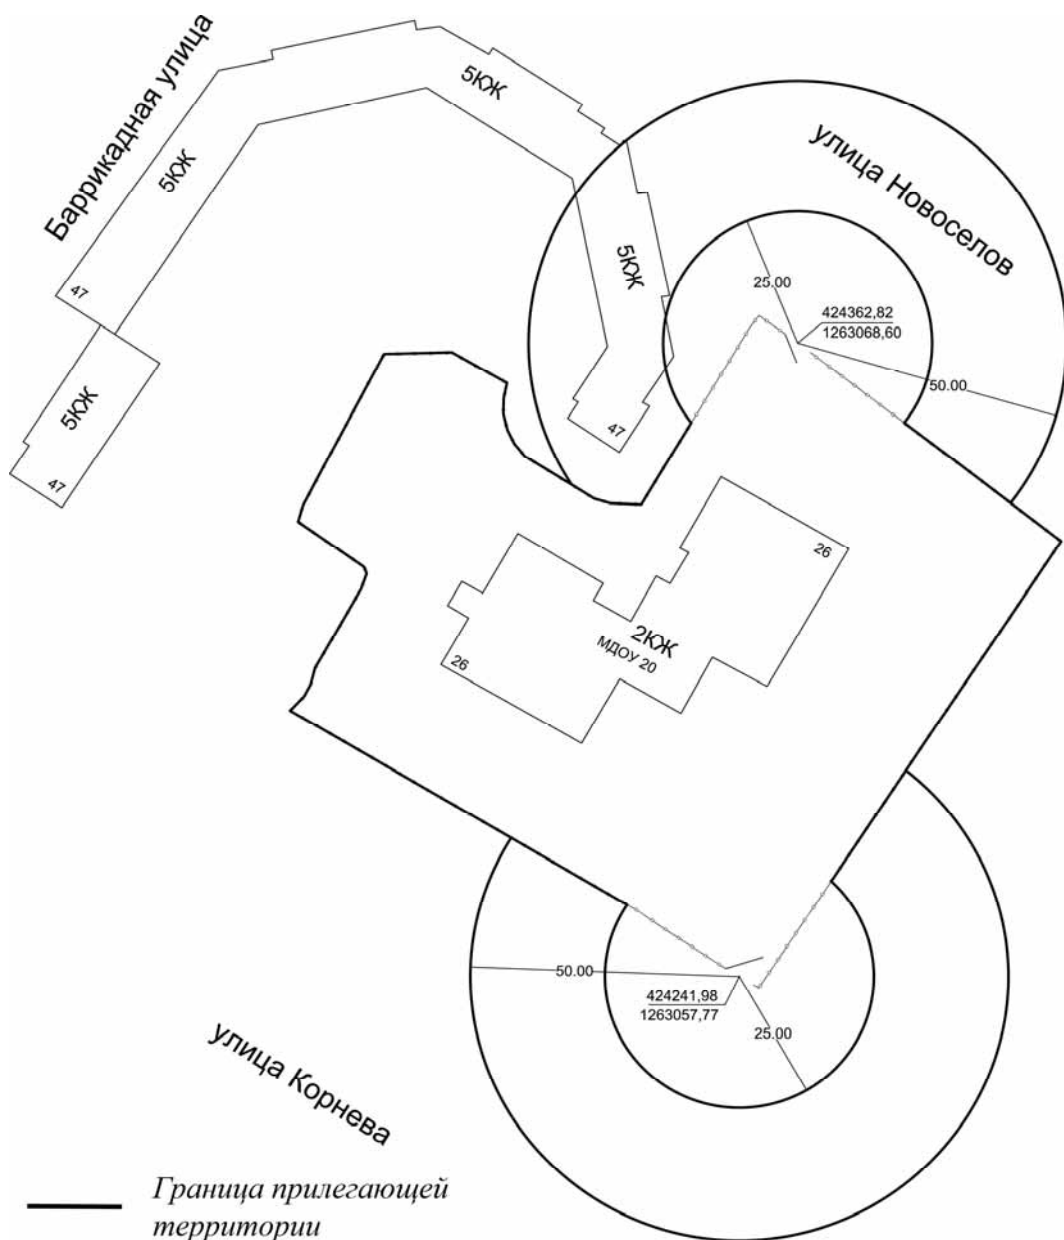 Баррикадная улица
5КЖ
5КЖ
улица Новоселов
5КЖ
25.00
424362,82
1263068,60
47
50.00
5КЖ
47
47
26
2КЖ
МДОУ 20
26
50.00
424241,98
1263057,77
25.00
улица Корнева
Граница прилегающей
территории